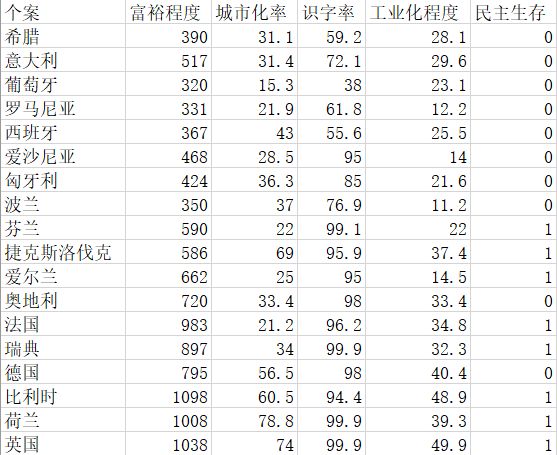 个案 富裕程度 城市化率 识字率 工业化程度 民主生存
希腊 390 31.1 59.2 28.1 0
意大利 517 31.4 72.1 29.6 0
葡萄牙 320 15.3 38 23.1 0
罗马尼亚 331 21.9 61.8 12.2 0
西班牙 367 43 55.6 25.5 0
爱沙尼亚 468 28.5 95 14 0
匈牙利 424 36.3 85 21.6 0
波兰 350 37 76.9 11.2 0
芬兰 590 22 99.1 22 1
捷克斯洛伐克 586 69 95.9 37.4 1
爱尔兰 662 25 95 14.5 1
奥地利 720 33.4 98 33.4 0
法国 983 21.2 96.2 34.8 1
瑞典 897 34 99.9 32.3 1
德国 795 56.5 98 40.4 0
比利时 1098 60.5 94.4 48.9 1
荷兰 1008 78.8 99.9 39.3 1
英国 1038 74 99.9 49.9 1